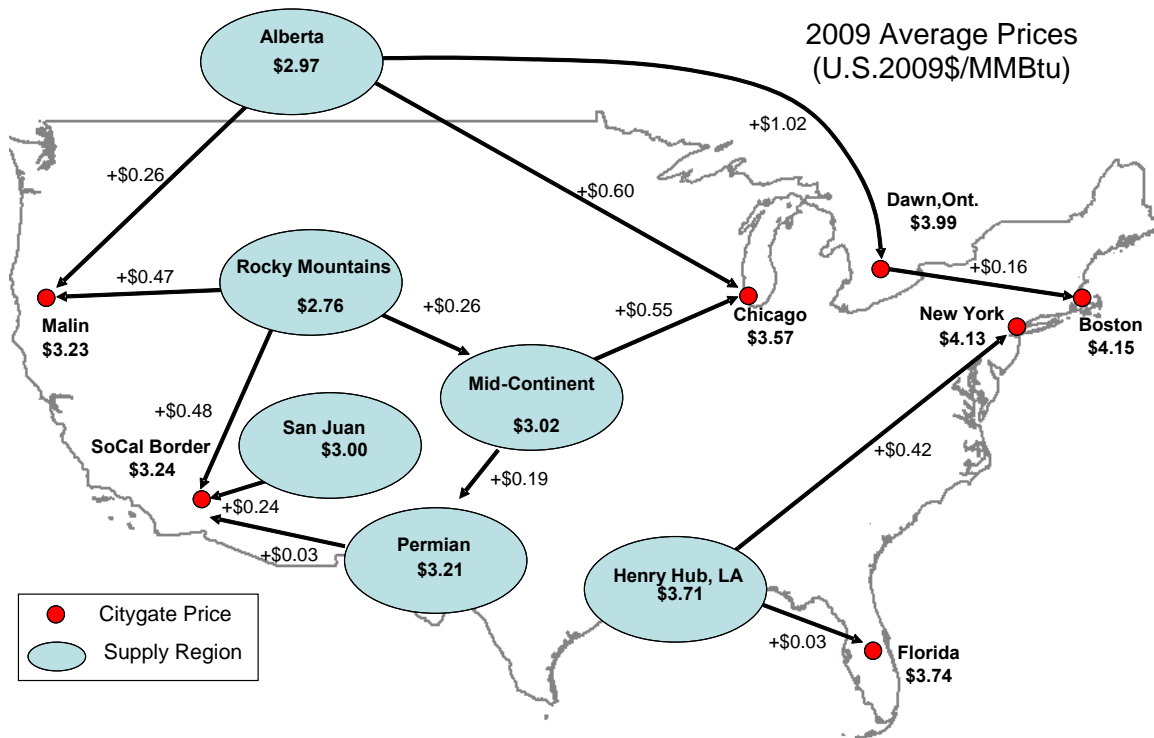 2009 Average Prices
(U.S.2009$/MMBtu)
Alberta
$2.97
+$1.02
+$0.26
+$0.60
Dawn,Ont.
$3.99
Rocky Mountains
$2.76
+$0.47
+$0.26
+$0.55
+$0.16
Malin
$3.23
Chicago
$3.57
New York
$4.13
Boston
$4.15
Mid-Continent
$3.02
+$0.48
San Juan
$3.00
SoCal Border
$3.24
+$0.42
+$0.19
+$0.24
+$0.03
Permian
$3.21
Henry Hub, LA
$3.71
+$0.03
Florida
$3.74
Citygate Price
Supply Region